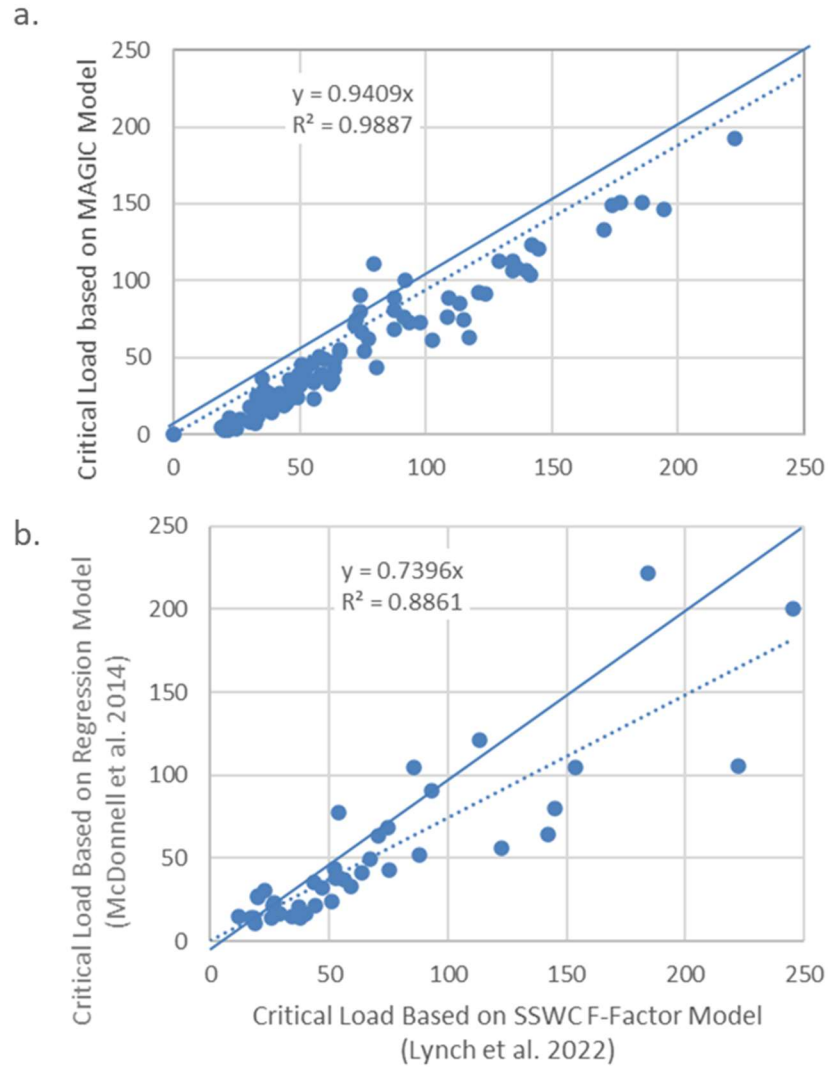 a.
Critical Load based on MAGIC Model
250
200
150
100
50
0
y = 0.9409x
R² = 0.9887
0 50 100 150 200 250
b.
Critical Load Based on Regression Model
(McDonnell et al. 2014)
250
200
150
100
50
0
y = 0.7396x
R² = 0.8861
0 50 100 150 200 250
Critical Load Based on SSWC F-Factor Model
(Lynch et al. 2022)